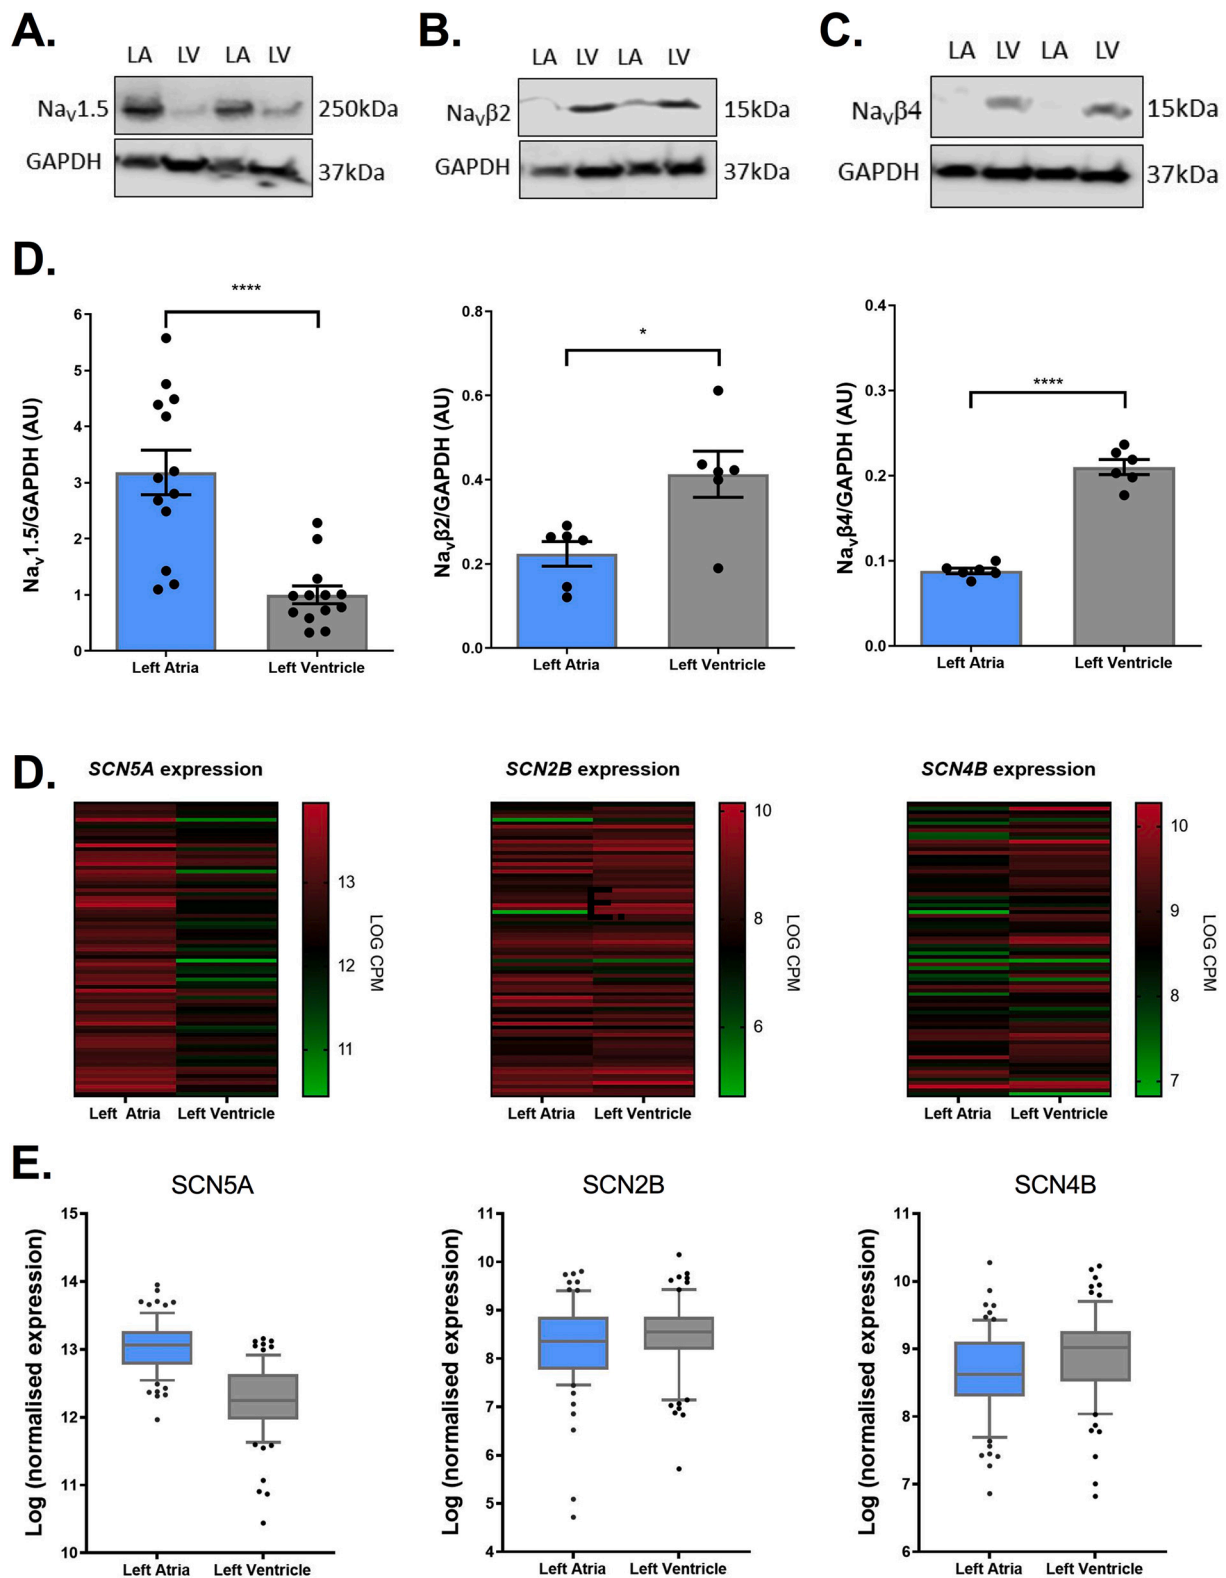 A.
LA LV LA LV
Nav1.5 250kDa
GAPDH 37kDa
B.
LA LV LA LV
Navβ2 15kDa
GAPDH 37kDa
C.
LA LV LA LV
Navβ4 15kDa
GAPDH 37kDa
D.
****
Nav1.5/GAPDH (AU)
6
5
4
3
2
1
0
Left Atria Left Ventricle
*
Navβ2/GAPDH (AU)
0.8
0.6
0.4
0.2
0.0
Left Atria Left Ventricle
****
Navβ4/GAPDH (AU)
0.4
0.3
0.2
0.1
0.0
Left Atria Left Ventricle
D.
SCN5A expression
13
12
11
LOG CPM
Left Atria Left Ventricle
SCN2B expression
E.
10
8
6
LOG CPM
Left Atria Left Ventricle
SCN4B expression
10
9
8
7
LOG CPM
Left Atria Left Ventricle
E.
SCN5A
Log (normalised expression)
15
14
13
12
11
10
Left Atria Left Ventricle
SCN2B
Log (normalised expression)
11
10
9
8
7
6
5
4
Left Atria Left Ventricle
SCN4B
Log (normalised expression)
11
10
9
8
7
6
Left Atria Left Ventricle